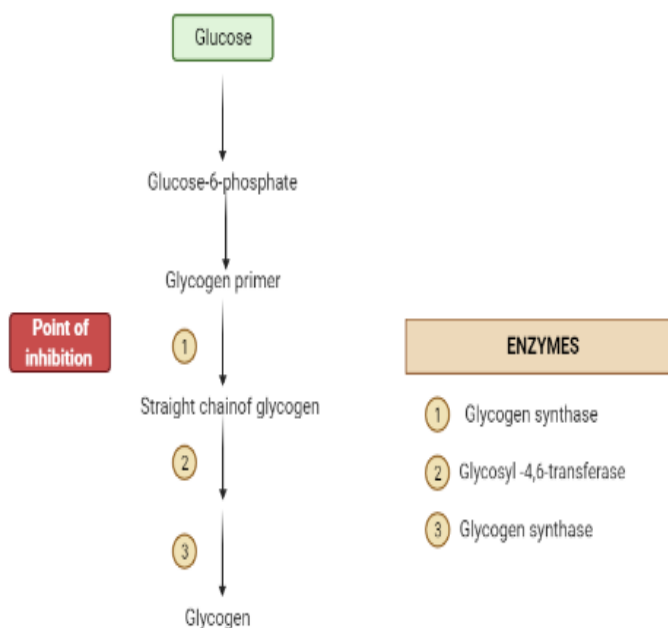 Glucose
Glucose-6-phosphate
Glycogen primer
Point of
inhibition
1
Straight chainof glycogen
2
3
Glycogen
ENZYMES
1 Glycogen synthase
2 Glycosyl -4,6-transferase
3 Glycogen synthase